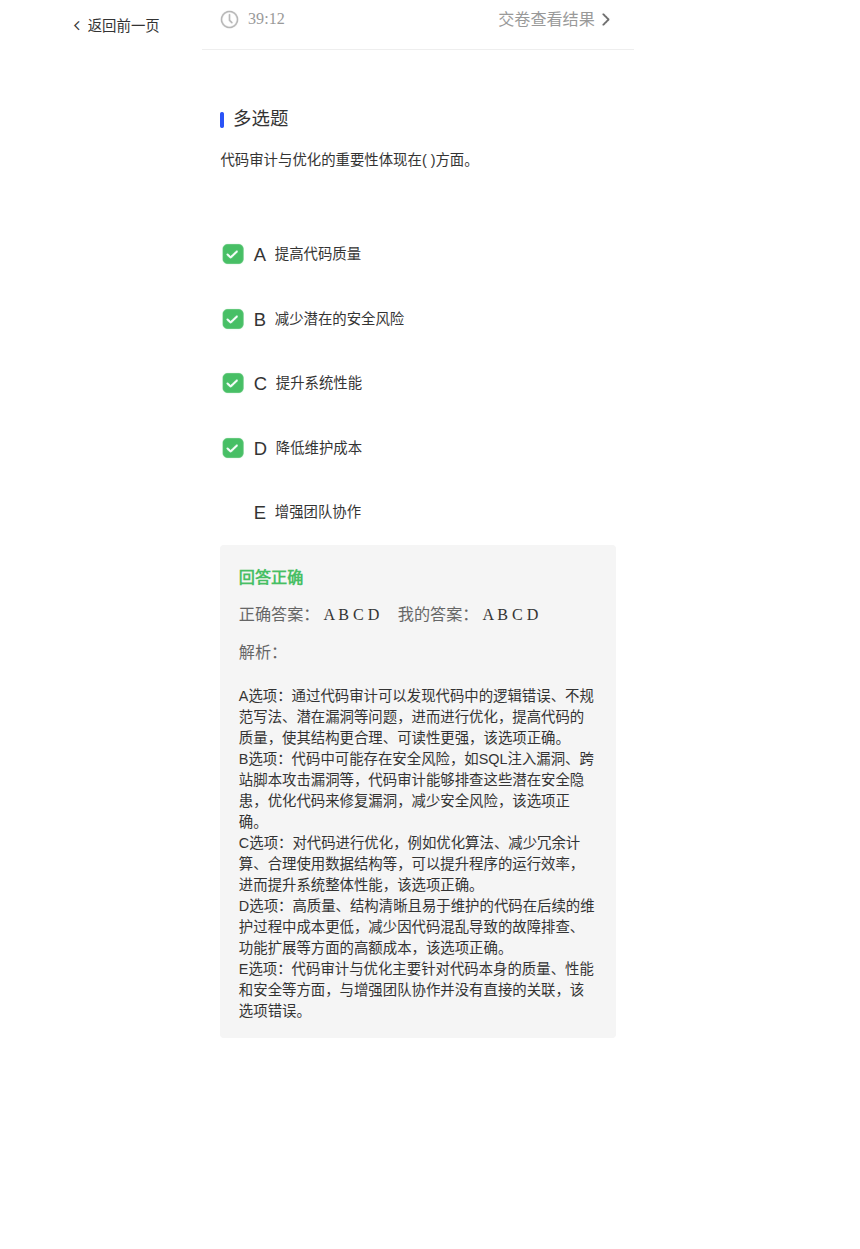 返回前一页
39:12
交卷查看结果
多选题
代码审计与优化的重要性体现在( )方面。
A 提高代码质量
B 减少潜在的安全风险
C 提升系统性能
D 降低维护成本
E 增强团队协作
回答正确
正确答案： A B C D 我的答案： A B C D
解析：
A选项：通过代码审计可以发现代码中的逻辑错误、不规
范写法、潜在漏洞等问题，进而进行优化，提高代码的
质量，使其结构更合理、可读性更强，该选项正确。
B选项：代码中可能存在安全风险，如SQL注入漏洞、跨
站脚本攻击漏洞等，代码审计能够排查这些潜在安全隐
患，优化代码来修复漏洞，减少安全风险，该选项正
确。
C选项：对代码进行优化，例如优化算法、减少冗余计
算、合理使用数据结构等，可以提升程序的运行效率，
进而提升系统整体性能，该选项正确。
D选项：高质量、结构清晰且易于维护的代码在后续的维
护过程中成本更低，减少因代码混乱导致的故障排查、
功能扩展等方面的高额成本，该选项正确。
E选项：代码审计与优化主要针对代码本身的质量、性能
和安全等方面，与增强团队协作并没有直接的关联，该
选项错误。